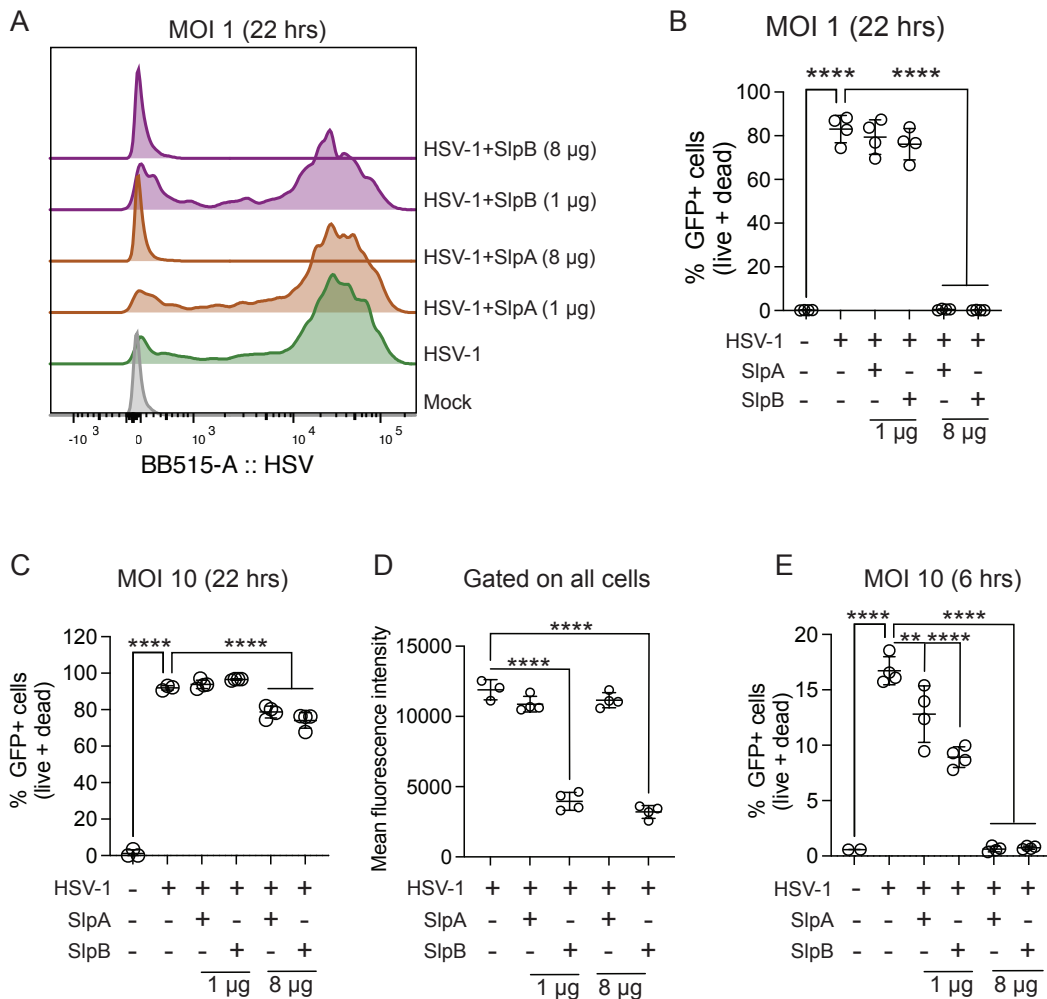 A
MOI 1 (22 hrs)
HSV-1+SlpB (8 µg)
HSV-1+SlpB (1 µg)
HSV-1+SlpA (8 µg)
HSV-1+SlpA (1 µg)
HSV-1
Mock
-10 3 0 10 3 10 4 10 5
BB515-A :: HSV
B
MOI 1 (22 hrs)
**** ****
100
80
60
40
20
0
% GFP+ cells
(live + dead)
HSV-1 - + + + + +
SlpA - - + - + -
SlpB - - - + - +
1 µg 8 µg
C
MOI 10 (22 hrs)
**** ****
120
100
80
60
40
20
0
% GFP+ cells
(live + dead)
HSV-1 - + + + + +
SlpA - - + - + -
SlpB - - - + - +
1 µg 8 µg
D
Gated on all cells
****
****
15000
10000
5000
0
Mean fluorescence intensity
HSV-1 + + + + +
SlpA - + - + -
SlpB - - + - +
1 µg 8 µg
E
MOI 10 (6 hrs)
**** ****
** ****
20
15
10
5
0
% GFP+ cells
(live + dead)
HSV-1 - + + + + +
SlpA - - + - + -
SlpB - - - + - +
1 µg 8 µg